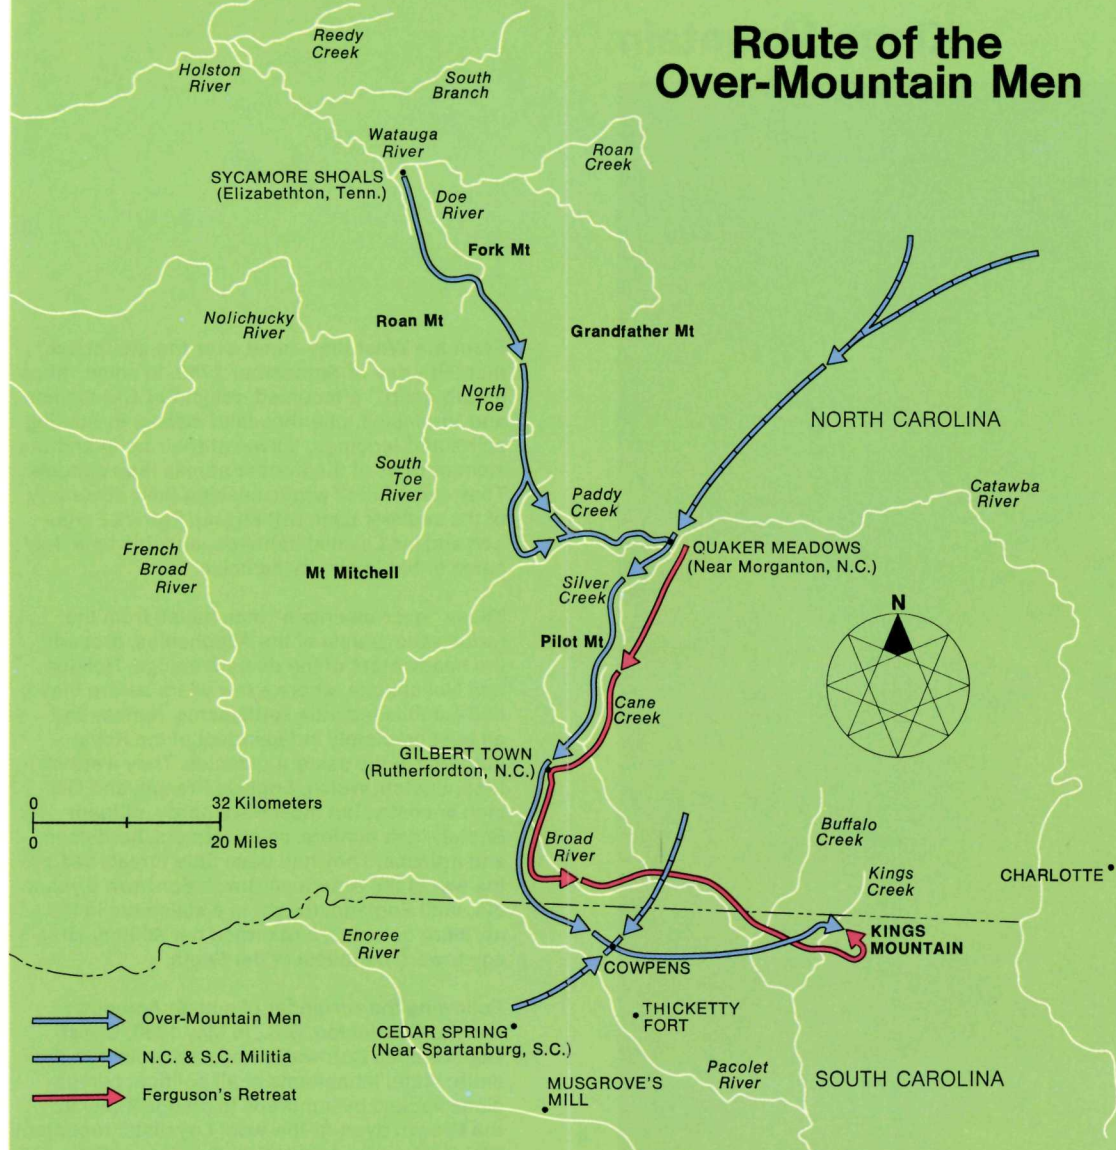 Route of the
Over-Mountain Men
Reedy
Creek
Holston
River
South
Branch
Watauga
River
Roan
Creek
SYCAMORE SHOALS
(Elizabethton, Tenn.)
Doe
River
Fork Mt
Nolichucky
River
Roan Mt
Grandfather Mt
North
Toe
NORTH CAROLINA
South
Toe
River
Paddy
Creek
Catawba
River
French
Broad
River
Mt Mitchell
QUAKER MEADOWS
(Near Morganton, N.C.)
Silver
Creek
N
Pilot Mt
Cane
Creek
GILBERT TOWN
(Rutherfordton, N.C.)
0 32 Kilometers
0 20 Miles
Broad
River
Buffalo
Creek
Kings
Creek
CHARLOTTE
Enoree
River
KINGS
MOUNTAIN
COWPENS
Over-Mountain Men
THICKETTY
FORT
CEDAR SPRING
(Near Spartanburg, S.C.)
N.C. & S.C. Militia
Pacolet
River
SOUTH CAROLINA
Ferguson's Retreat
MUSGROVE'S
MILL